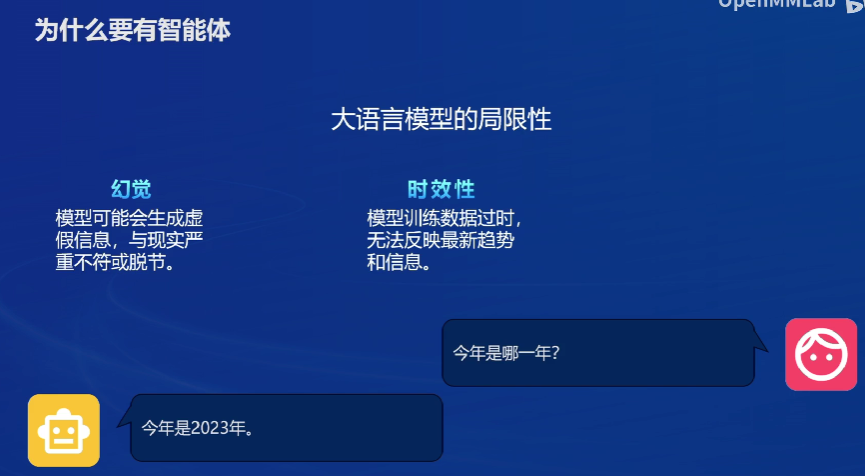 OpenMMLab
为什么要有智能体
大语言模型的局限性
幻觉
模型可能会生成虚
假信息，与现实严
重不符或脱节。
时效性
模型训练数据过时，
无法反映最新趋势
和信息。
今年是哪一年？
今年是2023年。